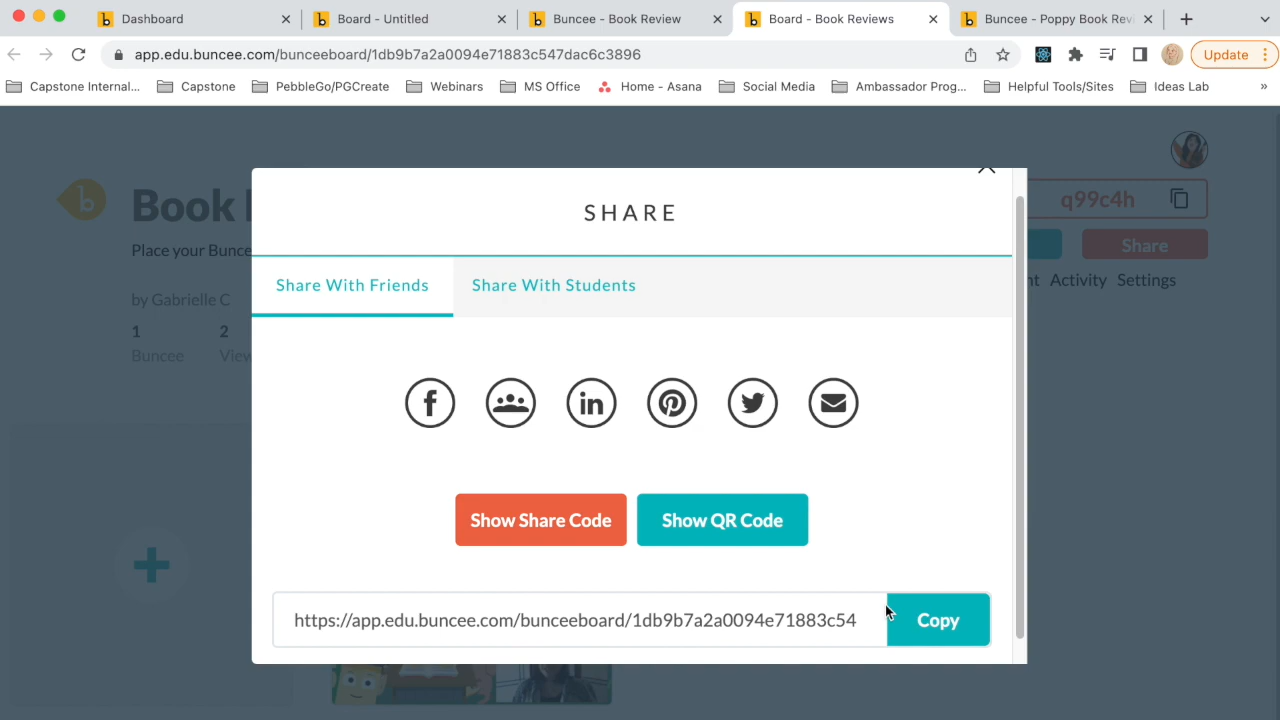 Dashboard
Board - Untitled
Buncee - Book Review
Board - Book Reviews
Buncee - Poppy Book Revi
app.edu.buncee.com/bunceeboard/1db9b7a2a0094e71883c547dac6c3896
Update
Capstone Internal...
Capstone
PebbleGo/PGCreate
Webinars
MS Office
Home - Asana
Social Media
Ambassador Prog...
Helpful Tools/Sites
Ideas Lab
»
Book
q99c4h
Place your Bunce
Share
by Gabrielle C
nt Activity Settings
1 2
Buncee View
SHARE
Share With Friends
Share With Students
Show Share Code
Show QR Code
https://app.edu.buncee.com/bunceeboard/1db9b7a2a0094e71883c54
Copy